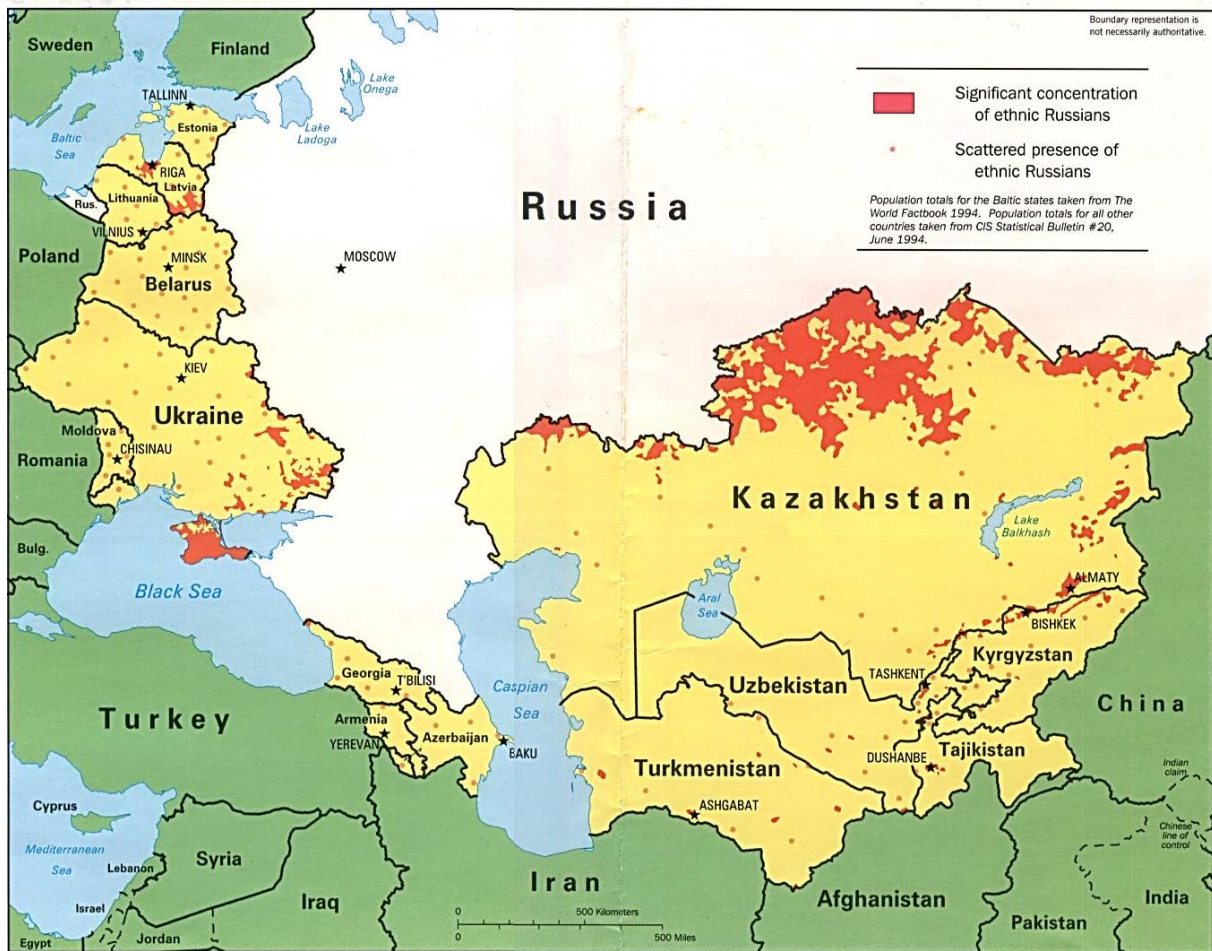 Boundary representation is
not necessarily authoritative.
Sweden
Finland
Lake
Onega
Lake
Ladoga
TALLINN
Estonia
Baltic
Sea
RIGA
Latvia
Lithuania
Rus.
VILNIUS
Poland
MINSK
Belarus
MOSCOW
Russia
Significant concentration
of ethnic Russians
Scattered presence of
ethnic Russians
Population totals for the Baltic states taken from The
World Factbook 1994. Population totals for all other
countries taken from CIS Statistical Bulletin #20,
June 1994.
KIEV
Ukraine
Moldova
CHISINAU
Romania
Bulg.
Black Sea
Kazakhstan
Lake
Balkhash
Aral
Sea
ALMATY
BISHKEK
Kyrgyzstan
TASHKENT
Uzbekistan
China
Georgia
T'BILISI
Caspian
Sea
Armenia
YEREVAN
Azerbaijan
BAKU
Turkey
Turkmenistan
ASHGABAT
DUSHANBE
Tajikistan
Indian
claim
Chinese
line of
control
Cyprus
Mediterranean
Sea
Lebanon
Syria
Israel
Iraq
Iran
Afghanistan
Pakistan
India
Egypt
Jordan
0 500 Kilometers
0 500 Miles